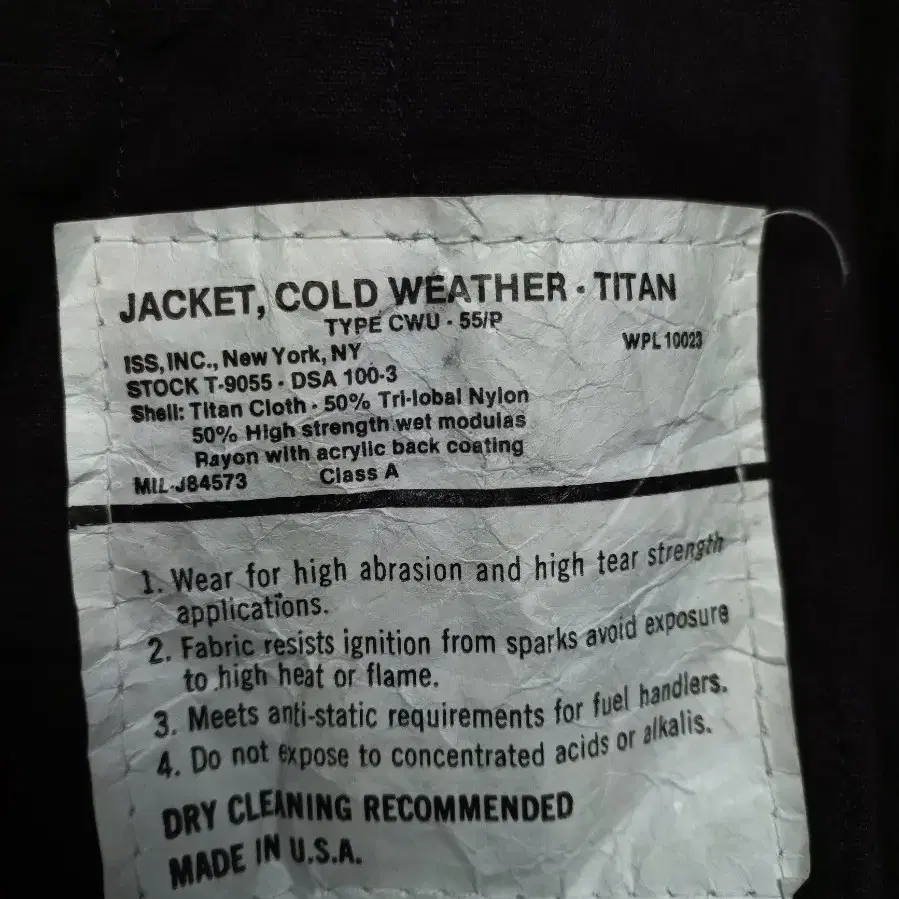 JACKET, COLD WEATHER - TITAN
TYPE CWU - 55/P
WPL 10023
ISS, INC., New York, NY
STOCK T-9055 - DSA 100-3
Shell: Titan Cloth - 50% Tri-lobal Nylon
50% High strength wet modulas
Rayon with acrylic back coating
MIL-J84573 Class A
1. Wear for high abrasion and high tear strength
applications.
2. Fabric resists ignition from sparks avoid exposure
to high heat or flame.
3. Meets anti-static requirements for fuel handlers.
4. Do not expose to concentrated acids or alkalis.
DRY CLEANING RECOMMENDED
MADE IN U.S.A.